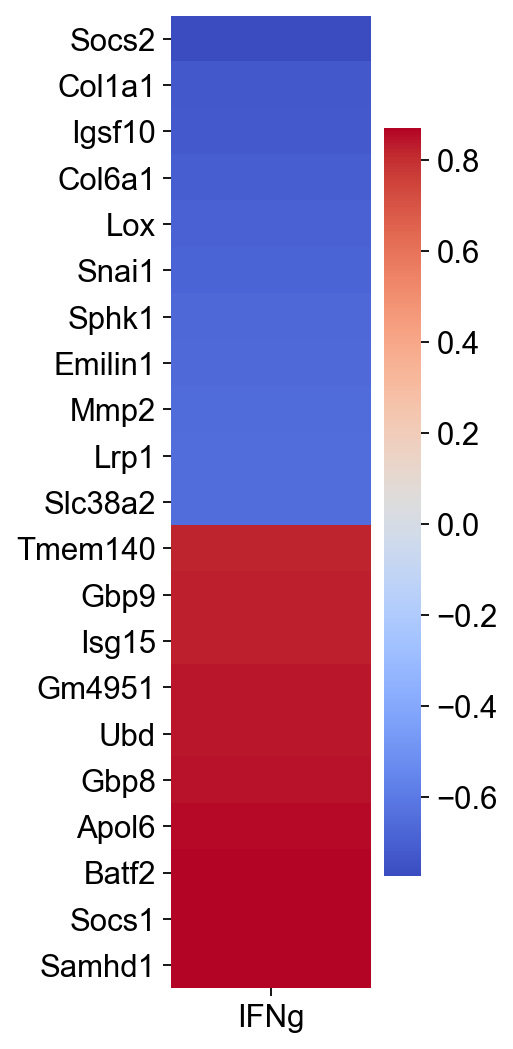 Socs2
Col1a1
Igsf10
Col6a1
Lox
Snai1
Sphk1
Emilin1
Mmp2
Lrp1
Slc38a2
Tmem140
Gbp9
Isg15
Gm4951
Ubd
Gbp8
Apol6
Batf2
Socs1
Samhd1
IFNg
0.8
0.6
0.4
0.2
0.0
−0.2
−0.4
−0.6